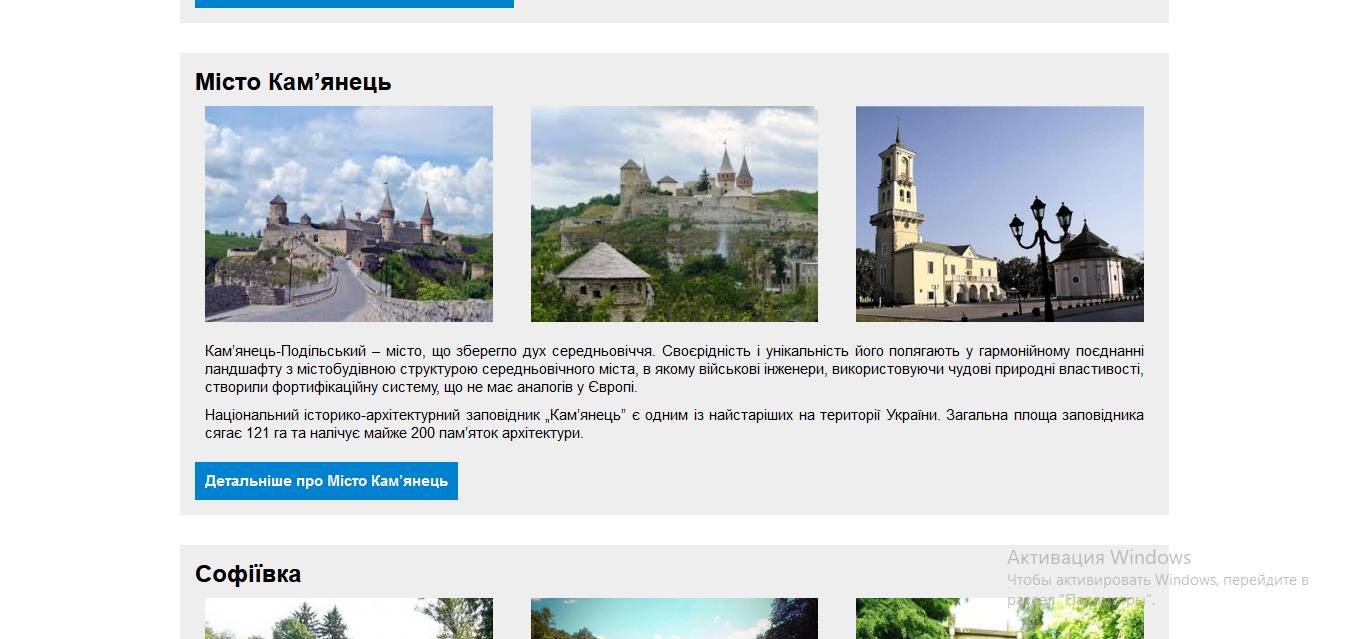 Місто Кам’янець
Кам’янець-Подільський – місто, що зберегло дух середньовіччя. Своєрідність і унікальність його полягають у гармонійному поєднанні
ландшафту з містобудівною структурою середньовічного міста, в якому військові інженери, використовуючи чудові природні властивості,
створили фортифікаційну систему, що не має аналогів у Європі.
Національний історико-архітектурний заповідник „Кам’янець” є одним із найстаріших на території України. Загальна площа заповідника
сягає 121 га та налічує майже 200 пам’яток архітектури.
Детальніше про Місто Кам’янець
Софіївка
Активация Windows
Чтобы активировать Windows, перейдите в
раздел "Параметры".